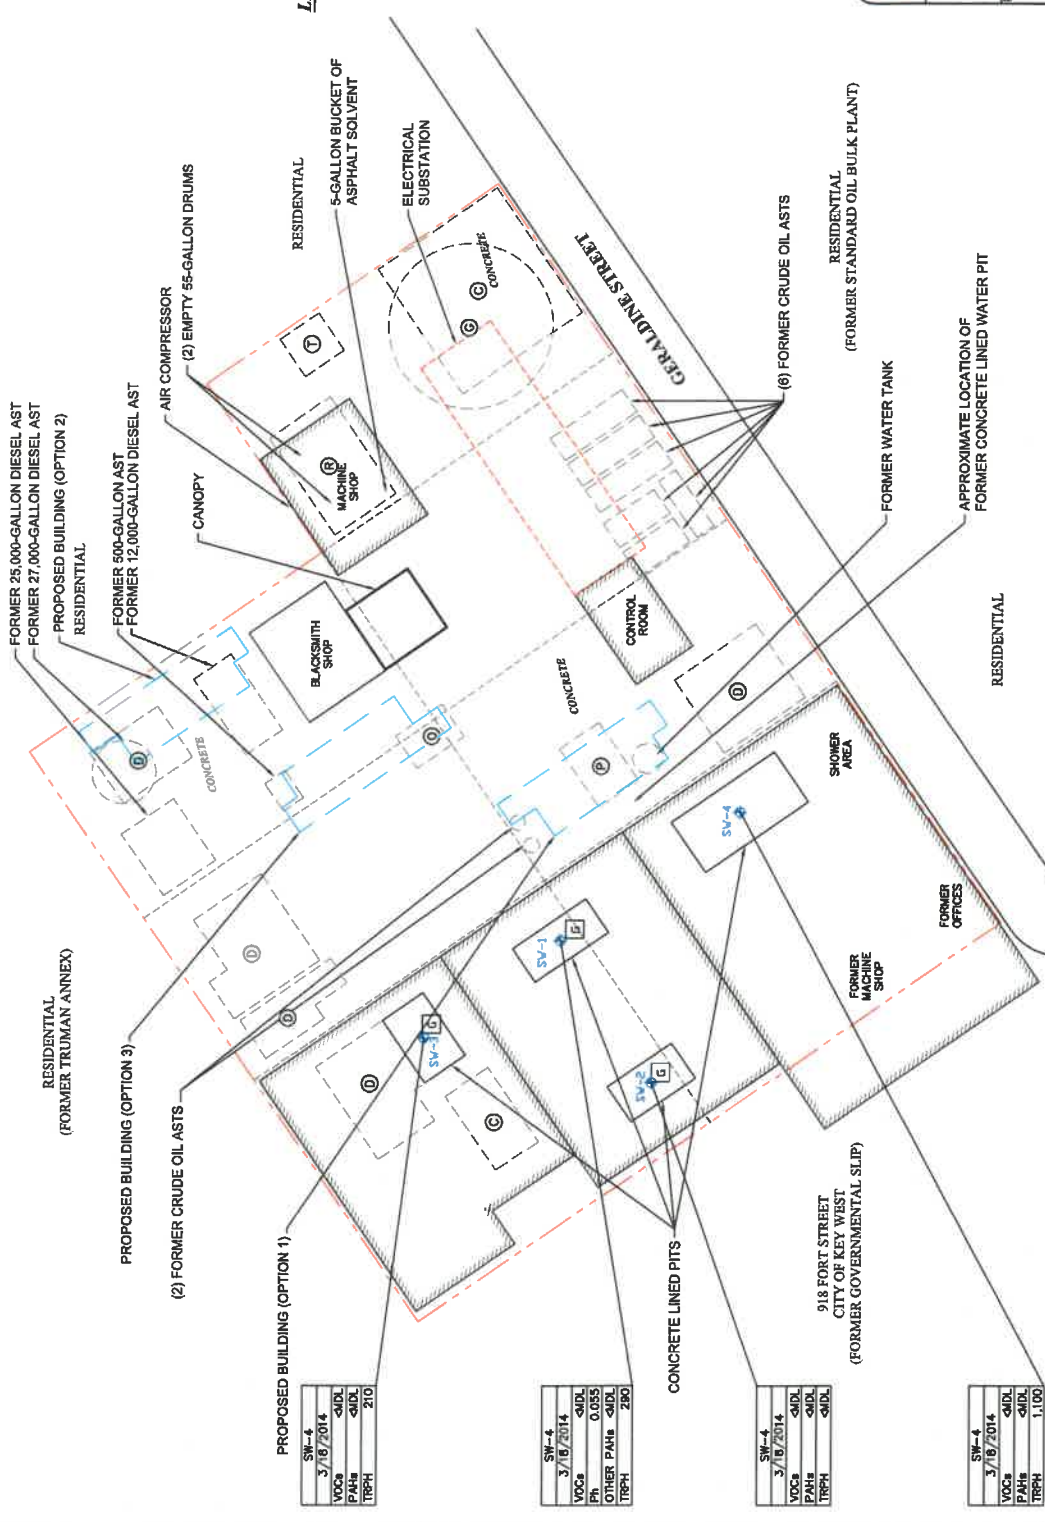 FORMER 25,000-GALLON DIESEL AST
FORMER 27,000-GALLON DIESEL AST
PROPOSED BUILDING (OPTION 2)
RESIDENTIAL
FORMER 500-GALLON AST
FORMER 12,000-GALLON DIESEL AST
AIR COMPRESSOR
(2) EMPTY 55-GALLON DRUMS
CANOPY
RESIDENTIAL
5-GALLON BUCKET OF
ASPHALT SOLVENT
ELECTRICAL
SUBSTATION
T
R
MACHINE
SHOP
G
C
CONCRETE
GERALDINE STREET
BLACKSMITH
SHOP
CONTROL
ROOM
CONCRETE
D
CONCRETE
O
P
D
(6) FORMER CRUDE OIL ASTS
RESIDENTIAL
(FORMER STANDARD OIL BULK PLANT)
FORMER WATER TANK
APPROXIMATE LOCATION OF
FORMER CONCRETE LINED WATER PIT
RESIDENTIAL
RESIDENTIAL
(FORMER TRUMAN ANNEX)
PROPOSED BUILDING (OPTION 3)
(2) FORMER CRUDE OIL ASTS
PROPOSED BUILDING (OPTION 1)
D
D
D
C
G
SW-3
SW-1
G
SW-2
G
SW-4
SHOWER
AREA
FORMER
OFFICES
FORMER
MACHINE
SHOP
CONCRETE LINED PITS
918 FORT STREET
CITY OF KEY WEST
(FORMER GOVERNMENTAL SLIP)
SW-4
3/18/2014
VOCs <MDL
PAHs <MDL
TRPH 210
SW-4
3/18/2014
VOCs <MDL
Ph 0.055
OTHER PAHs <MDL
TRPH 290
SW-4
3/18/2014
VOCs <MDL
PAHs <MDL
TRPH <MDL
SW-4
3/18/2014
VOCs <MDL
PAHs <MDL
TRPH 1,100